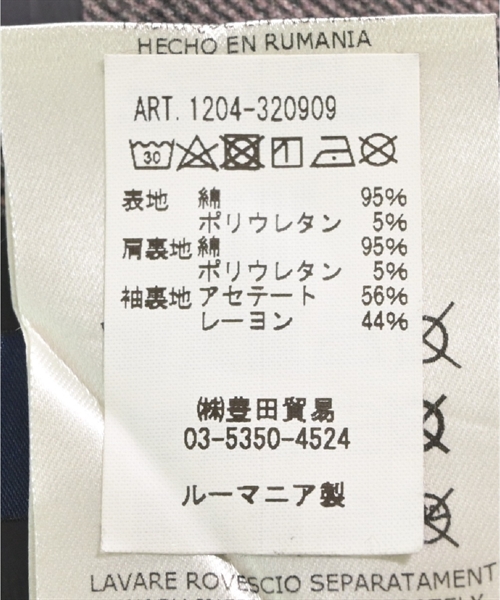 HECHO EN RUMANIA
ART. 1204-320909
30
表地 綿 95%
ポリウレタン 5%
肩裏地 綿 95%
ポリウレタン 5%
袖裏地 アセテート 56%
レーヨン 44%
㈱豊田貿易
03-5350-4524
ルーマニア製
LAVARE ROVESCIO SEPARATAMENT